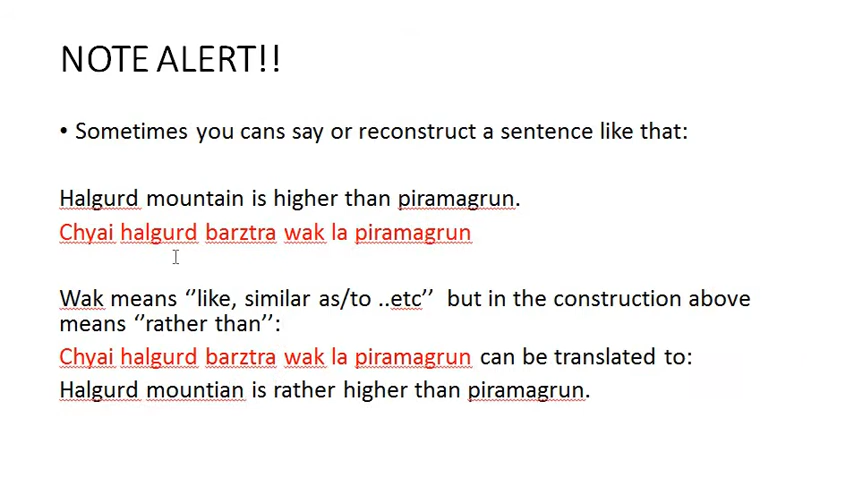 NOTE ALERT!!
• Sometimes you cans say or reconstruct a sentence like that:
Halgurd mountain is higher than piramagrun.
Chyai halgurd barztra wak la piramagrun
Wak means ‘’like, similar as/to ..etc’’ but in the construction above
means ‘’rather than’’:
Chyai halgurd barztra wak la piramagrun can be translated to:
Halgurd mountian is rather higher than piramagrun.